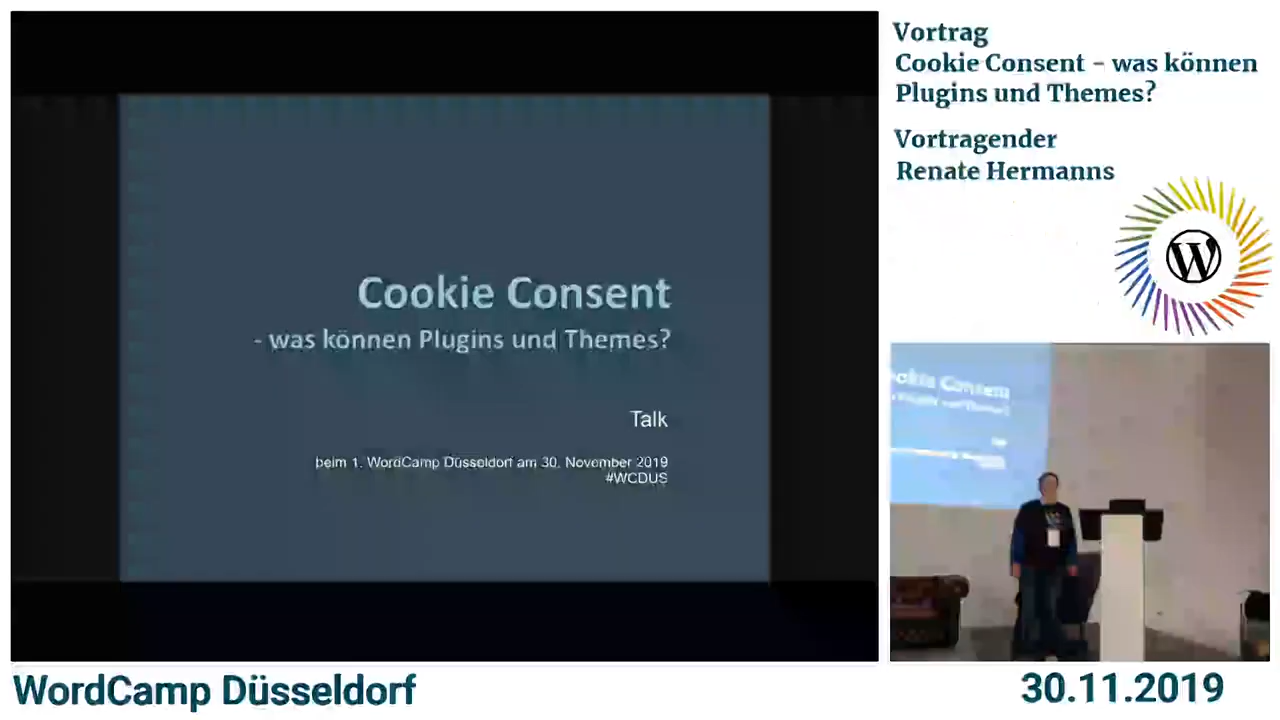 Cookie Consent
- was können Plugins und Themes?
Talk
beim 1. WordCamp Düsseldorf am 30. November 2019
#WCDUS
Vortrag
Cookie Consent - was können
Plugins und Themes?
Vortragender
Renate Hermanns
W
WordCamp Düsseldorf
30.11.2019